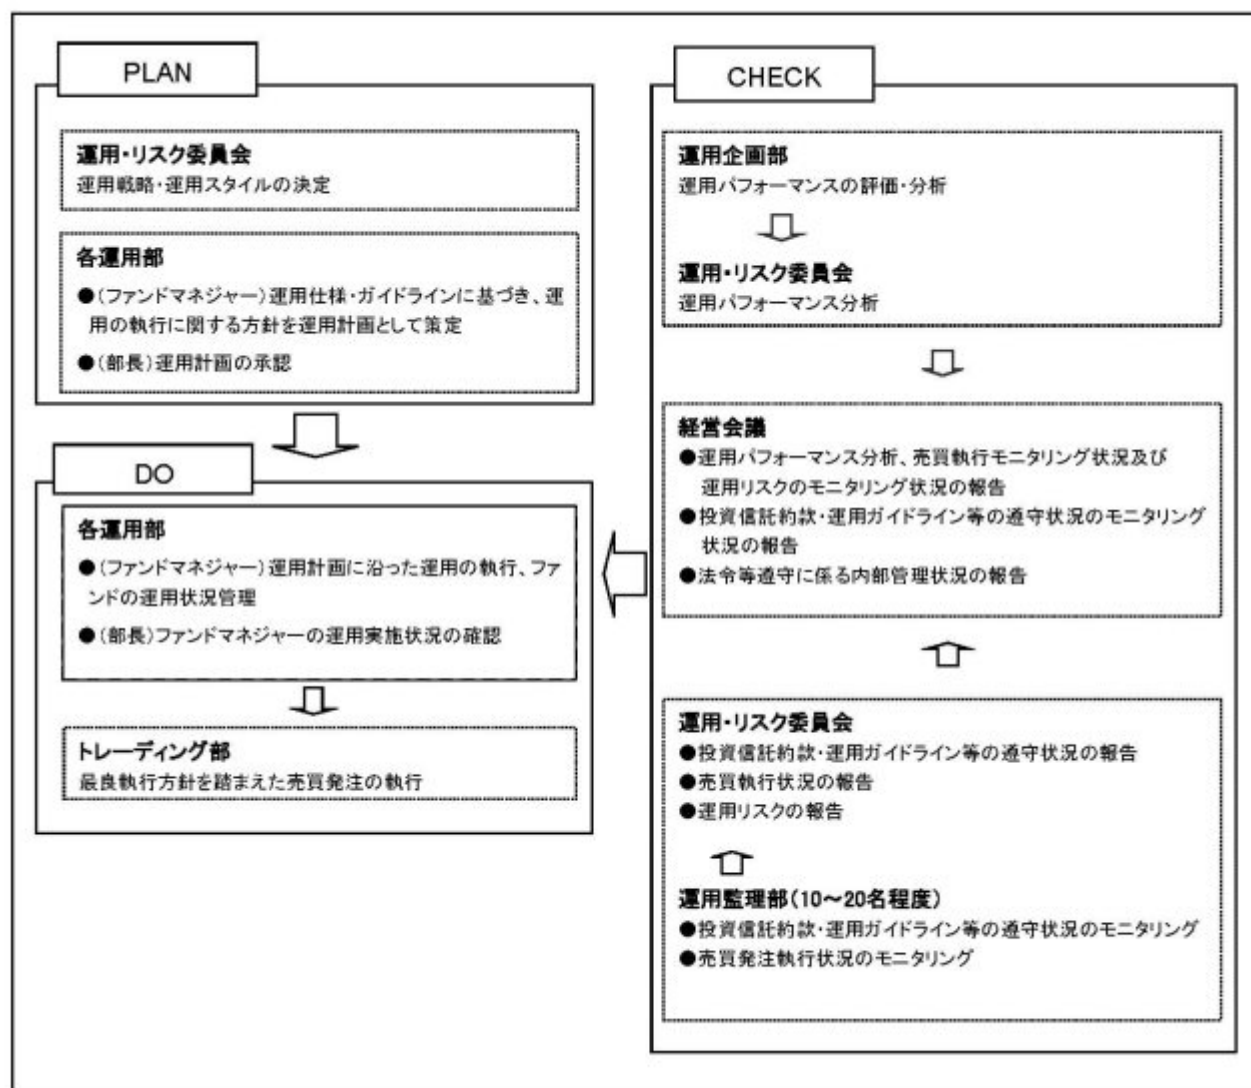 PLAN
運用・リスク委員会
運用戦略・運用スタイルの決定
各運用部
●(ファンドマネジャー)運用仕様・ガイドラインに基づき、運
用の執行に関する方針を運用計画として策定
●(部長)運用計画の承認
DO
各運用部
●(ファンドマネジャー)運用計画に沿った運用の執行、ファ
ンドの運用状況管理
●(部長)ファンドマネジャーの運用実施状況の確認
トレーディング部
最良執行方針を踏まえた売買発注の執行
CHECK
運用企画部
運用パフォーマンスの評価・分析
運用・リスク委員会
運用パフォーマンス分析
経営会議
●運用パフォーマンス分析、売買執行モニタリング状況及び
運用リスクのモニタリング状況の報告
●投資信託約款・運用ガイドライン等の遵守状況のモニタリング
状況の報告
●法令等遵守に係る内部管理状況の報告
運用・リスク委員会
●投資信託約款・運用ガイドライン等の遵守状況の報告
●売買執行状況の報告
●運用リスクの報告
運用監理部(10～20名程度)
●投資信託約款・運用ガイドライン等の遵守状況のモニタリング
●売買発注執行状況のモニタリング